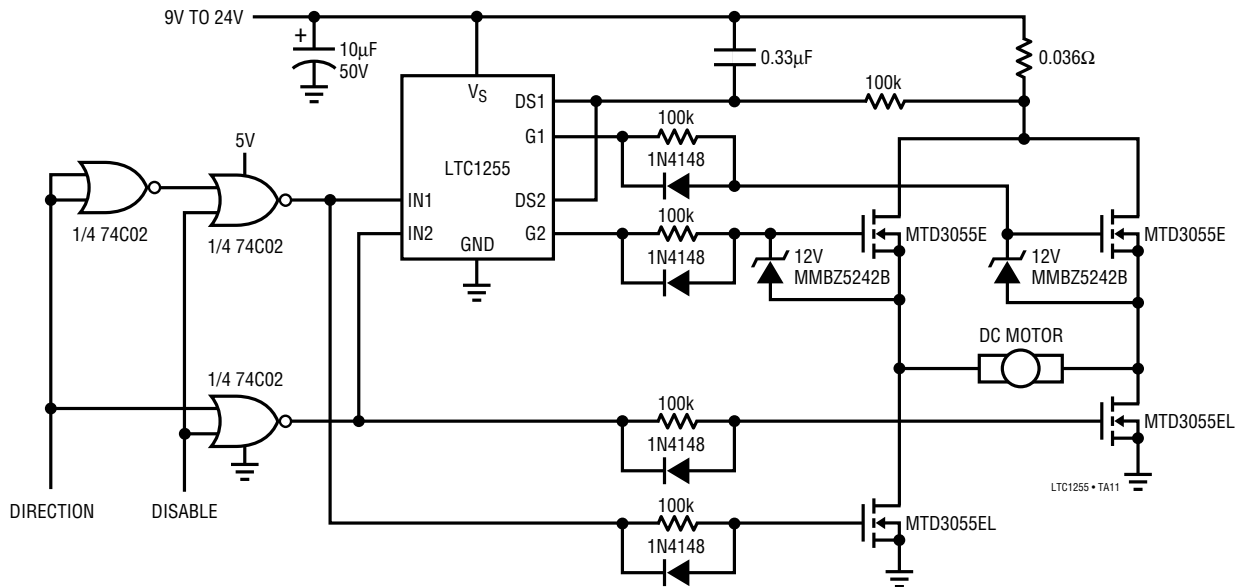 9V TO 24V
+
10µF
50V
0.33µF
0.036Ω
VS
DS1
100k
100k
G1
5V
LTC1255
1N4148
1/4 74C02
IN1
DS2
100k
1/4 74C02
IN2
GND
G2
MTD3055E
MTD3055E
1N4148
12V
MMBZ5242B
12V
MMBZ5242B
DC MOTOR
1/4 74C02
100k
1N4148
MTD3055EL
LTC1255 • TA11
DIRECTION
DISABLE
100k
MTD3055EL
1N4148